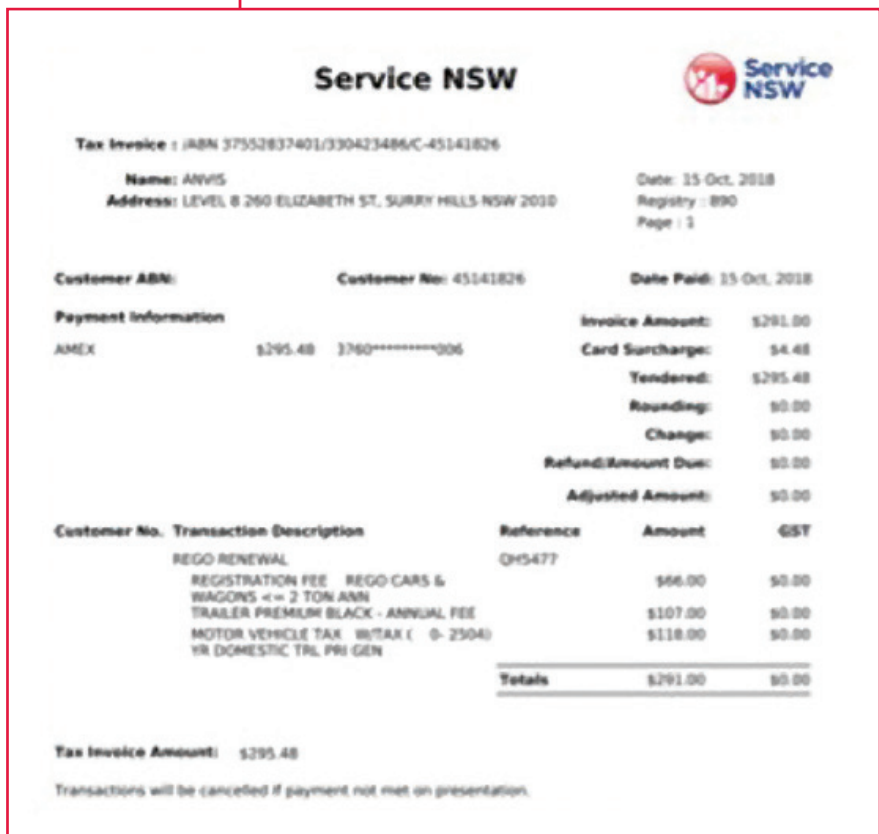 Service NSW
Service
NSW
Tax Invoice : (ABN 37552837401/330423486/C-45141826
Name: ANVIS
Date: 15 Oct, 2018
Address: LEVEL 8 260 ELIZABETH ST, SURRY HILLS NSW 2010
Registry : 890
Page : 1
Customer ABN:
Customer No: 45141826
Date Paid: 15 Oct, 2018
Payment Information
Invoice Amount: $291.00
AMEX $295.48 3760*********006
Card Surcharge: $4.48
Tendered: $295.48
Rounding: $0.00
Change: $0.00
Refund/Amount Due: $0.00
Adjusted Amount: $0.00
Customer No. Transaction Description Reference Amount GST
REGO RENEWAL QH5477
REGISTRATION FEE REGO CARS & $66.00 $0.00
WAGONS <= 2 TON ANN
TRAILER PREMIUM BLACK - ANNUAL FEE $107.00 $0.00
MOTOR VEHICLE TAX W/TAX ( 0- 2504) $118.00 $0.00
YR DOMESTIC TRL PRI GEN
Totals $291.00 $0.00
Tax Invoice Amount: $295.48
Transactions will be cancelled if payment not met on presentation.